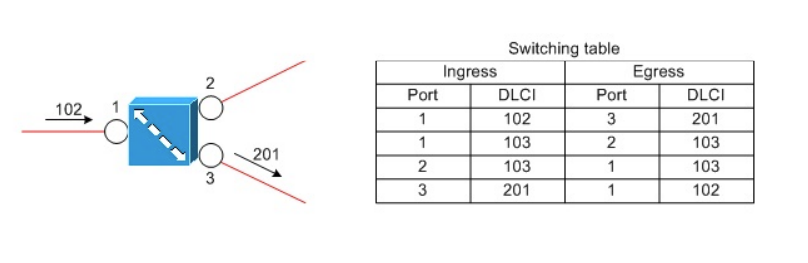 102
1
2
3
201
Switching table
Ingress Egress
Port DLCI Port DLCI
1 102 3 201
1 103 2 103
2 103 1 103
3 201 1 102